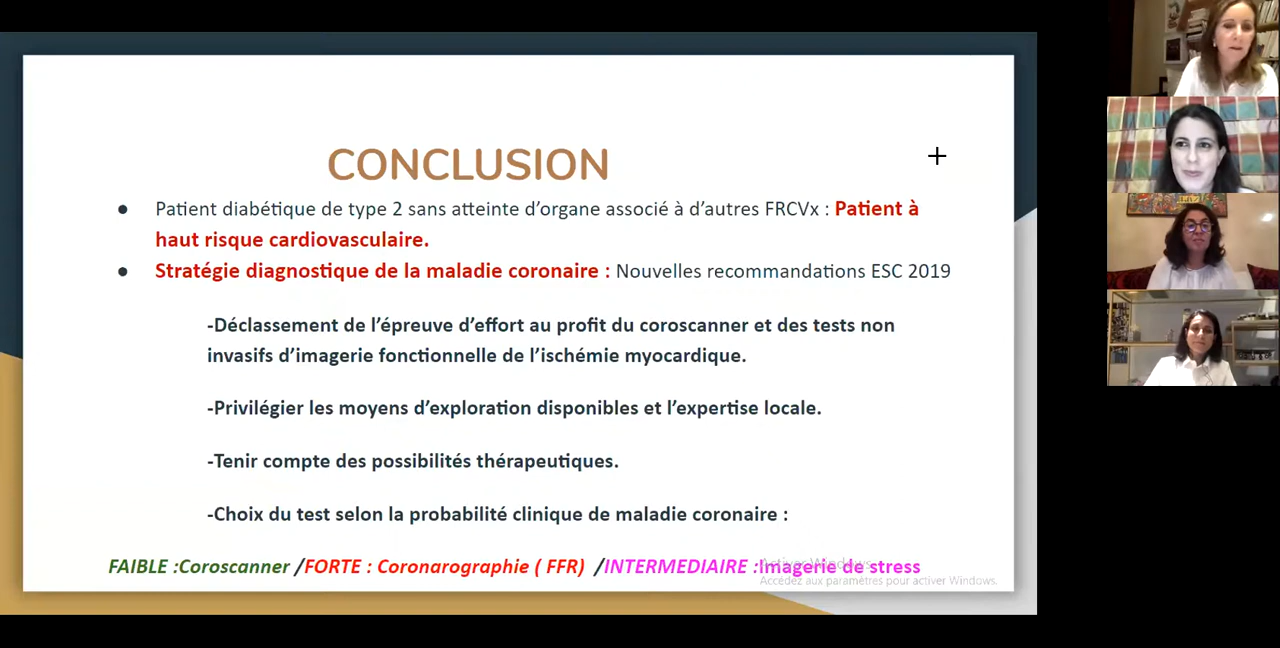 CONCLUSION
● Patient diabétique de type 2 sans atteinte d’organe associé à d’autres FRCVx : Patient à
haut risque cardiovasculaire.
● Stratégie diagnostique de la maladie coronaire : Nouvelles recommandations ESC 2019
-Déclassement de l’épreuve d’effort au profit du coroscanner et des tests non
invasifs d’imagerie fonctionnelle de l’ischémie myocardique.
-Privilégier les moyens d’exploration disponibles et l’expertise locale.
-Tenir compte des possibilités thérapeutiques.
-Choix du test selon la probabilité clinique de maladie coronaire :
FAIBLE :Coroscanner /FORTE : Coronarographie ( FFR) /INTERMEDIAIRE :Imagerie de stress
Activer Windows
Accédez aux paramètres pour activer Windows.